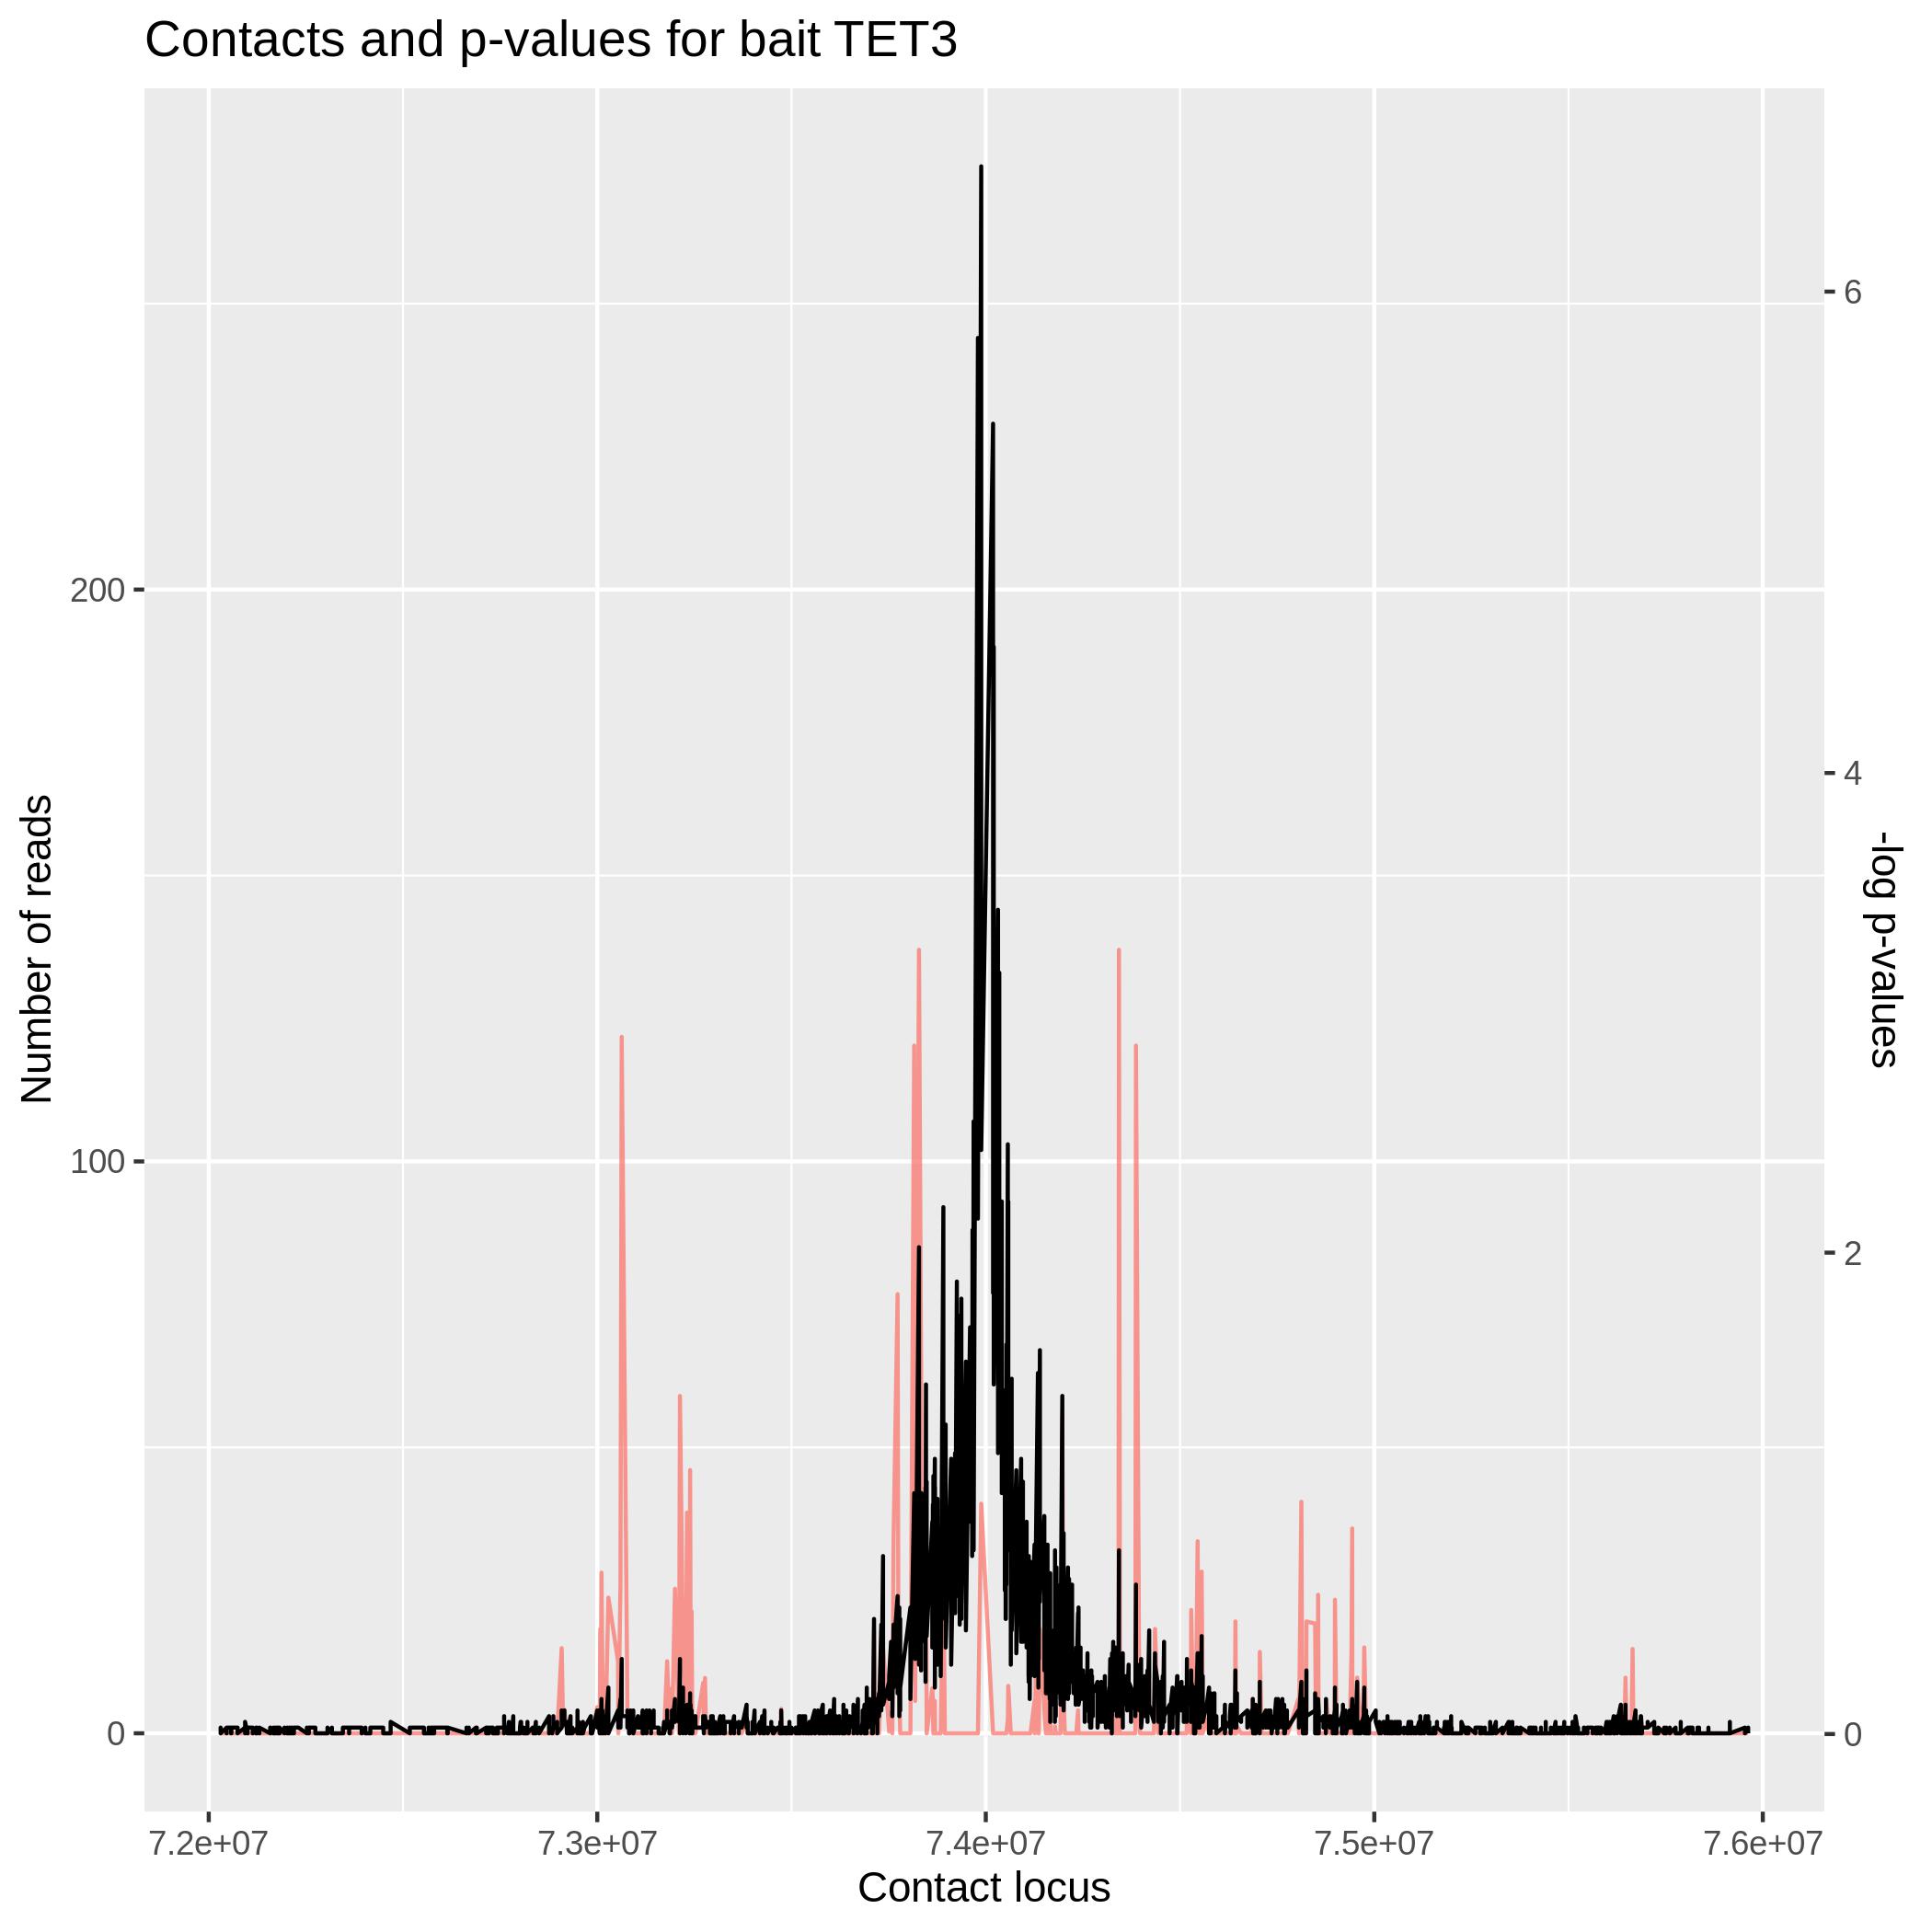 Contacts and p-values for bait TET3
Number of reads
200
100
0
6
4
2
0
-log p-values
7.2e+07 7.3e+07 7.4e+07 7.5e+07 7.6e+07
Contact locus